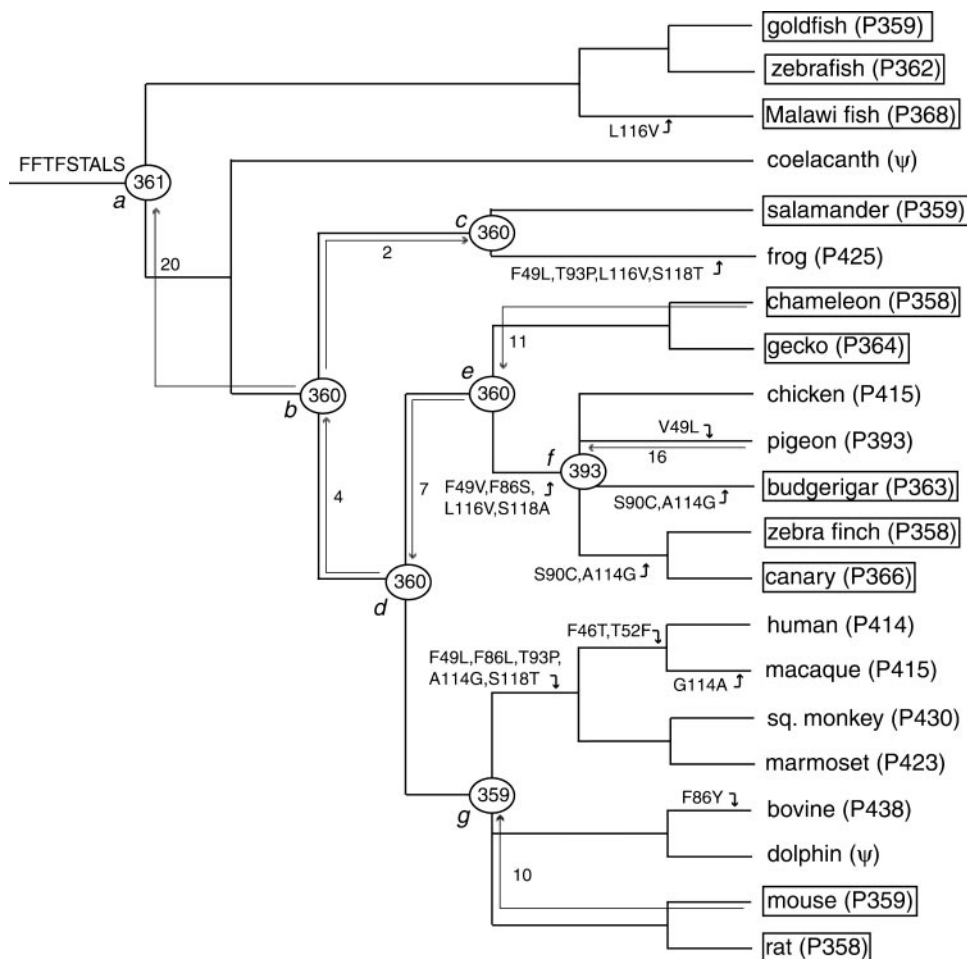 goldfish (P359)
zebrafish (P362)
Malawi fish (P368)
L116V
coelacanth (ψ)
FFTFSTALS
361
a
salamander (P359)
c
360
2
20
frog (P425)
F49L,T93P,L116V,S118T
chameleon (P358)
11
gecko (P364)
e
360
360
b
chicken (P415)
V49L
pigeon (P393)
16
f
393
F49V,F86S,
L116V,S118A
7
4
budgerigar (P363)
S90C,A114G
zebra finch (P358)
S90C,A114G
canary (P366)
360
d
human (P414)
F46T,T52F
F49L,F86L,T93P,
A114G,S118T
macaque (P415)
G114A
sq. monkey (P430)
marmoset (P423)
359
g
F86Y
bovine (P438)
dolphin (ψ)
10
mouse (P359)
rat (P358)